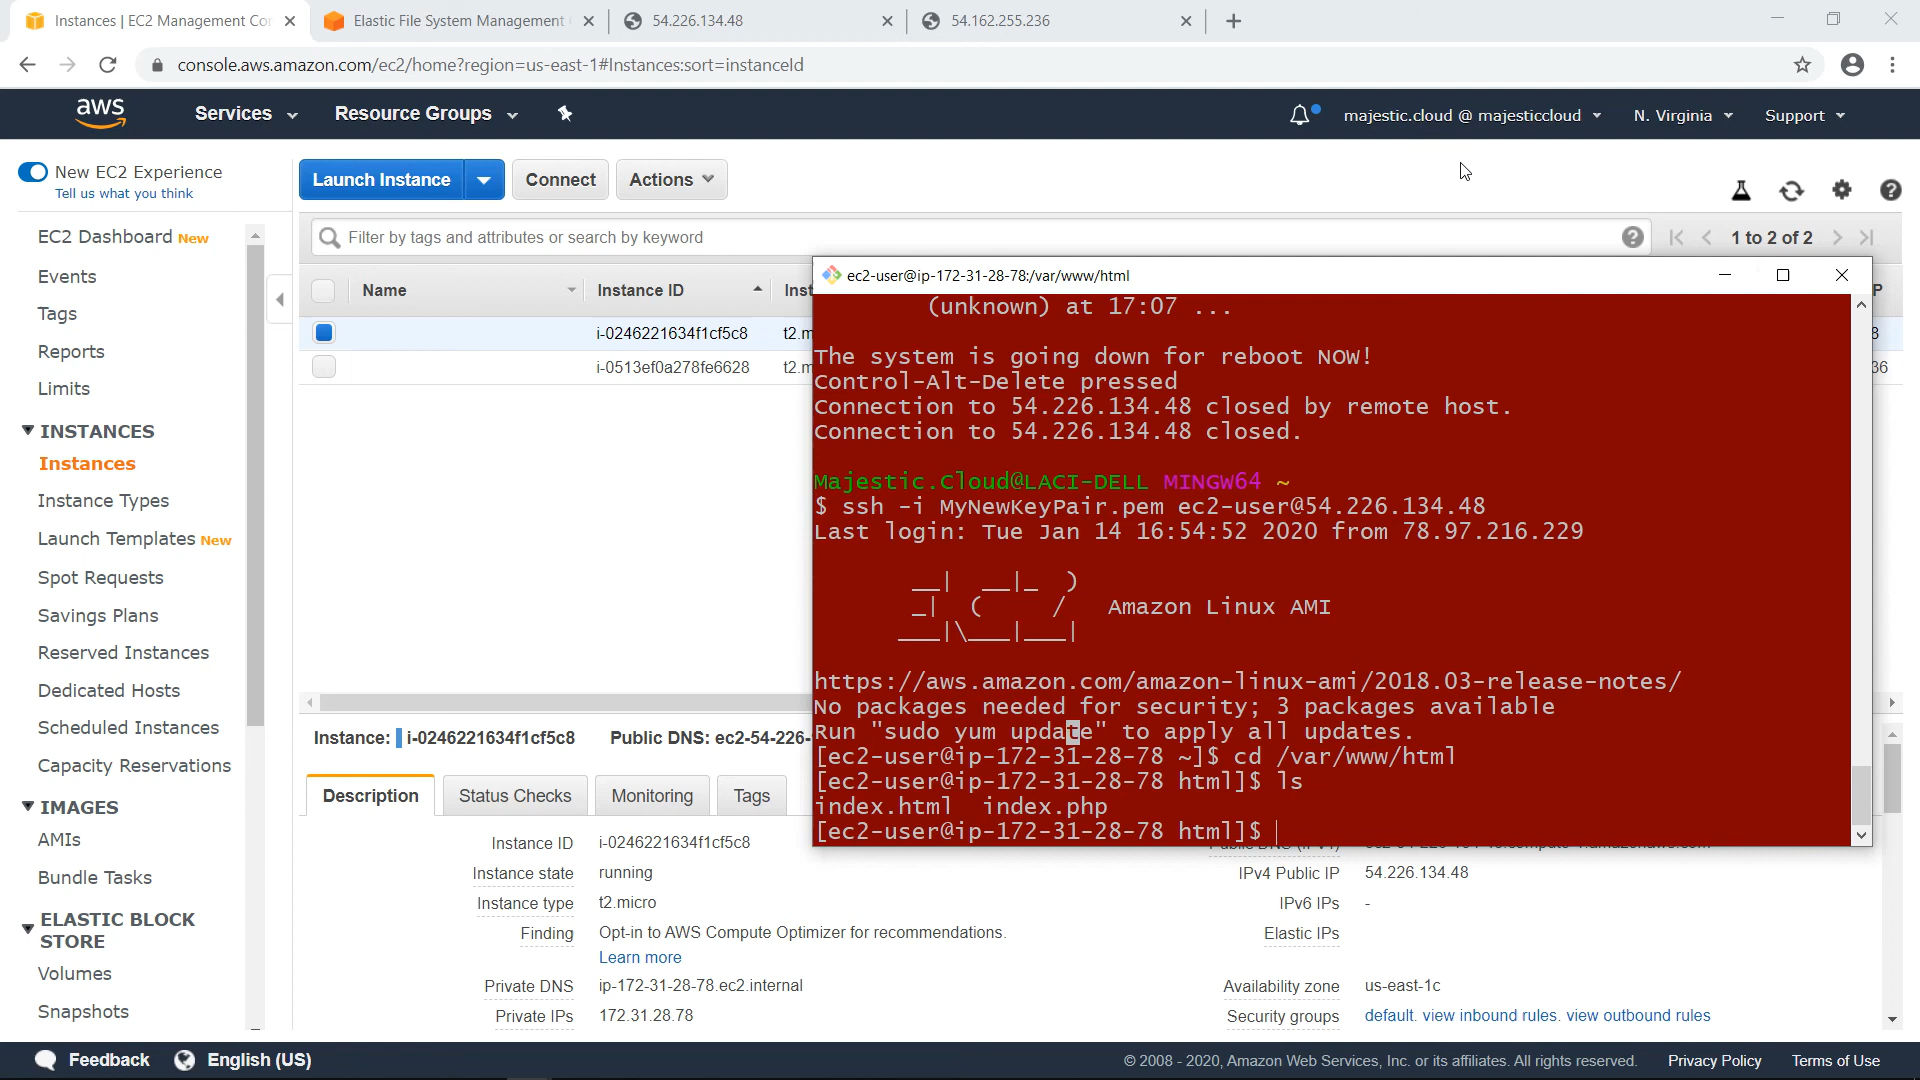 Instances | EC2 Management Co
Elastic File System Management
54.226.134.48
54.162.255.236
console.aws.amazon.com/ec2/home?region=us-east-1#Instances:sort=instanceId
aws
Services
Resource Groups
majestic.cloud @ majesticcloud
N. Virginia
Support
New EC2 Experience
Tell us what you think
Launch Instance
Connect
Actions
Filter by tags and attributes or search by keyword
1 to 2 of 2
Name
Instance ID
Inst
P
i-0246221634f1cf5c8
t2.m
8
i-0513ef0a278fe6628
t2.m
36
EC2 Dashboard New
Events
Tags
Reports
Limits
INSTANCES
Instances
Instance Types
Launch Templates New
Spot Requests
Savings Plans
Reserved Instances
Dedicated Hosts
Scheduled Instances
Capacity Reservations
IMAGES
AMIs
Bundle Tasks
ELASTIC BLOCK
STORE
Volumes
Snapshots
ec2-user@ip-172-31-28-78:/var/www/html
(unknown) at 17:07 ...
The system is going down for reboot NOW!
Control-Alt-Delete pressed
Connection to 54.226.134.48 closed by remote host.
Connection to 54.226.134.48 closed.
Majestic.Cloud@LACI-DELL MINGW64 ~
$ ssh -i MyNewKeyPair.pem ec2-user@54.226.134.48
Last login: Tue Jan 14 16:54:52 2020 from 78.97.216.229
__|  __|_  )
_|  (     /   Amazon Linux AMI
___|\___|___|
https://aws.amazon.com/amazon-linux-ami/2018.03-release-notes/
No packages needed for security; 3 packages available
Run "sudo yum update" to apply all updates.
[ec2-user@ip-172-31-28-78 ~]$ cd /var/www/html
[ec2-user@ip-172-31-28-78 html]$ ls
index.html  index.php
[ec2-user@ip-172-31-28-78 html]$
Instance: i-0246221634f1cf5c8
Public DNS: ec2-54-226-
Description
Status Checks
Monitoring
Tags
Instance ID
i-0246221634f1cf5c8
Instance state
running
Instance type
t2.micro
Finding
Opt-in to AWS Compute Optimizer for recommendations.
Learn more
Private DNS
ip-172-31-28-78.ec2.internal
Private IPs
172.31.28.78
IPv4 Public IP
54.226.134.48
IPv6 IPs
-
Elastic IPs
Availability zone
us-east-1c
Security groups
default. view inbound rules. view outbound rules
Feedback
English (US)
© 2008 - 2020, Amazon Web Services, Inc. or its affiliates. All rights reserved.
Privacy Policy
Terms of Use